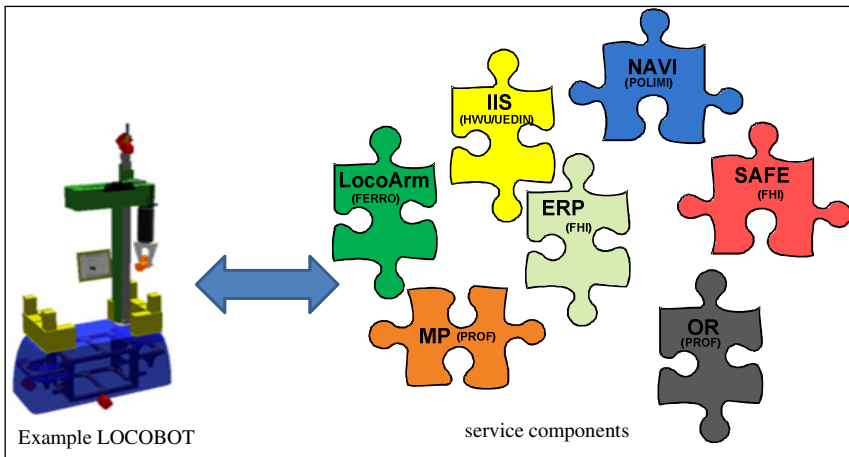 NAVI
(POLIMI)
IIS
(HWU/UEDIN)
LocoArm
(FERRO)
SAFE
(FHI)
ERP
(FHI)
MP (PROF)
OR
(PROF)
Example LOCOBOT
service components